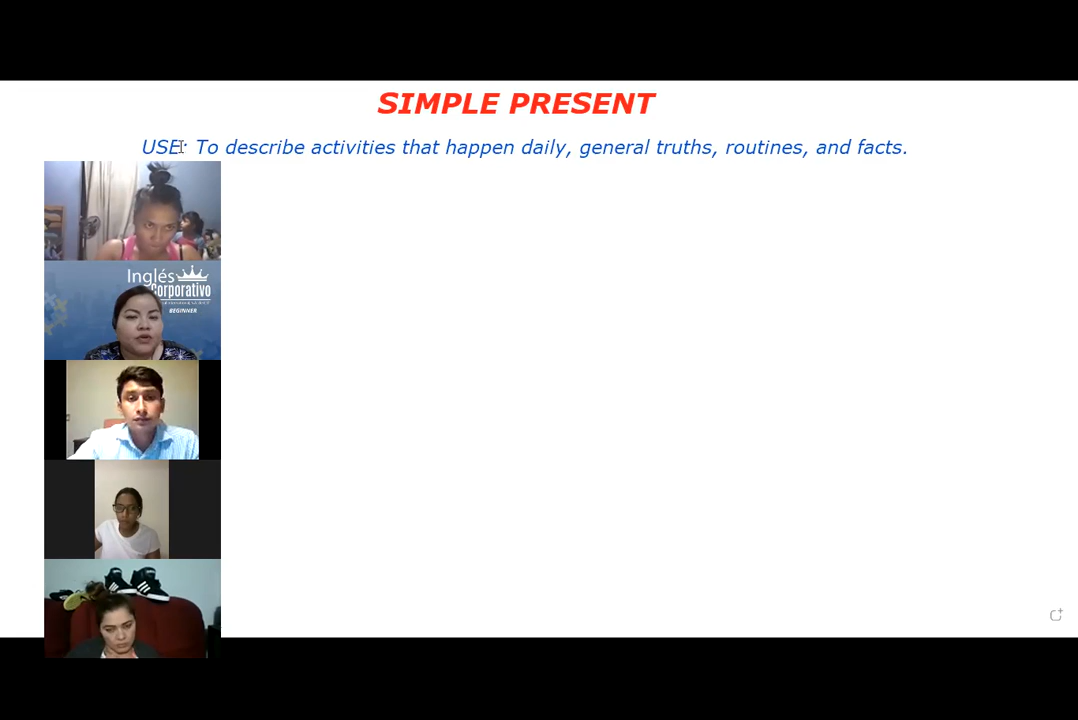 SIMPLE PRESENT
USE: To describe activities that happen daily, general truths, routines, and facts.
Inglés
Corporativo
BEGINNER